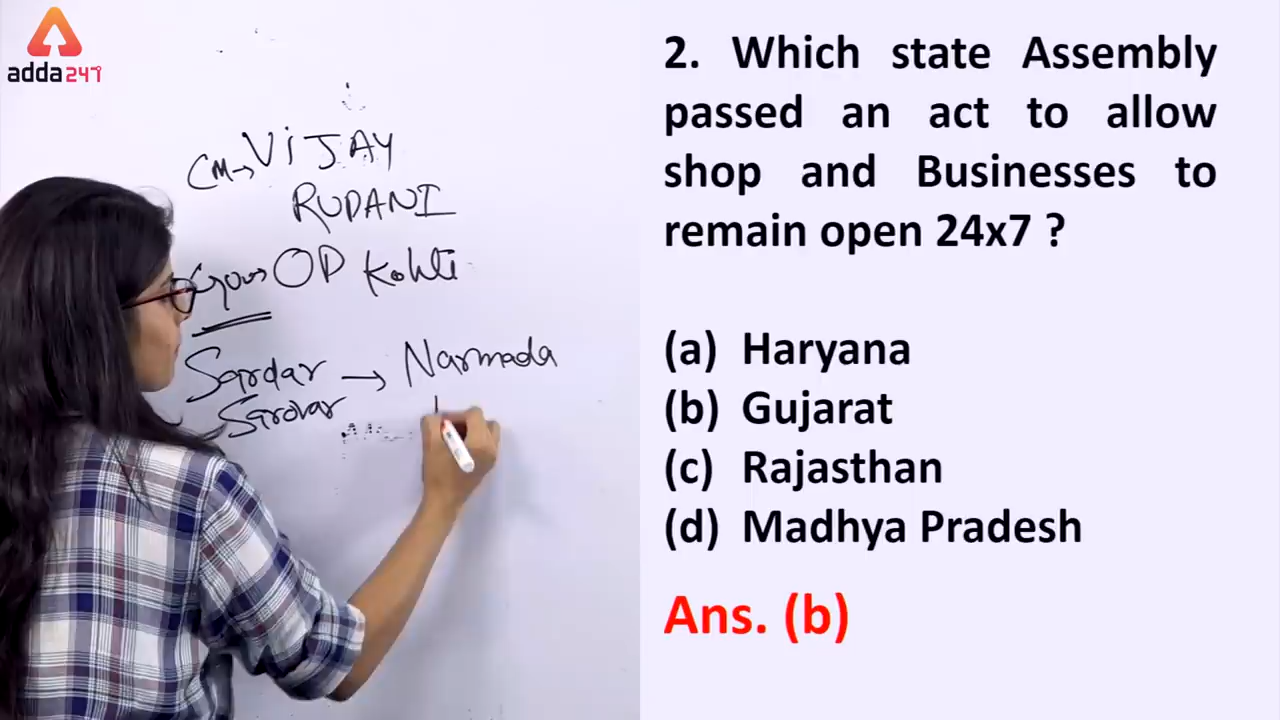 adda247
CM→ VIJAY
RUPANI
Gov→ OP Kohli
Sardar → Narmada
Sarovar
2. Which state Assembly
passed an act to allow
shop and Businesses to
remain open 24x7 ?
(a) Haryana
(b) Gujarat
(c) Rajasthan
(d) Madhya Pradesh
Ans. (b)